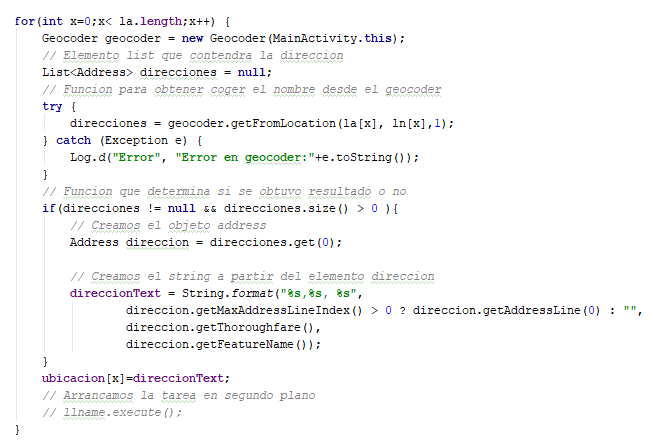 for(int x=0;x< la.length;x++) {
Geocoder geocoder = new Geocoder(MainActivity.this);
// Elemento list que contendra la direccion
List<Address> direcciones = null;
// Funcion para obtener coger el nombre desde el geocoder
try {
direcciones = geocoder.getFromLocation(la[x], ln[x],1);
} catch (Exception e) {
Log.d("Error", "Error en geocoder:"+e.toString());
}
// Funcion que determina si se obtuvo resultado o no
if(direcciones != null && direcciones.size() > 0 ){
// Creamos el objeto address
Address direccion = direcciones.get(0);
// Creamos el string a partir del elemento direccion
direccionText = String.format("%s,%s, %s",
direccion.getMaxAddressLineIndex() > 0 ? direccion.getAddressLine(0) : "",
direccion.getThoroughfare(),
direccion.getFeatureName());
}
ubicacion[x]=direccionText;
// Arrancamos la tarea en segundo plano
// llname.execute();
}